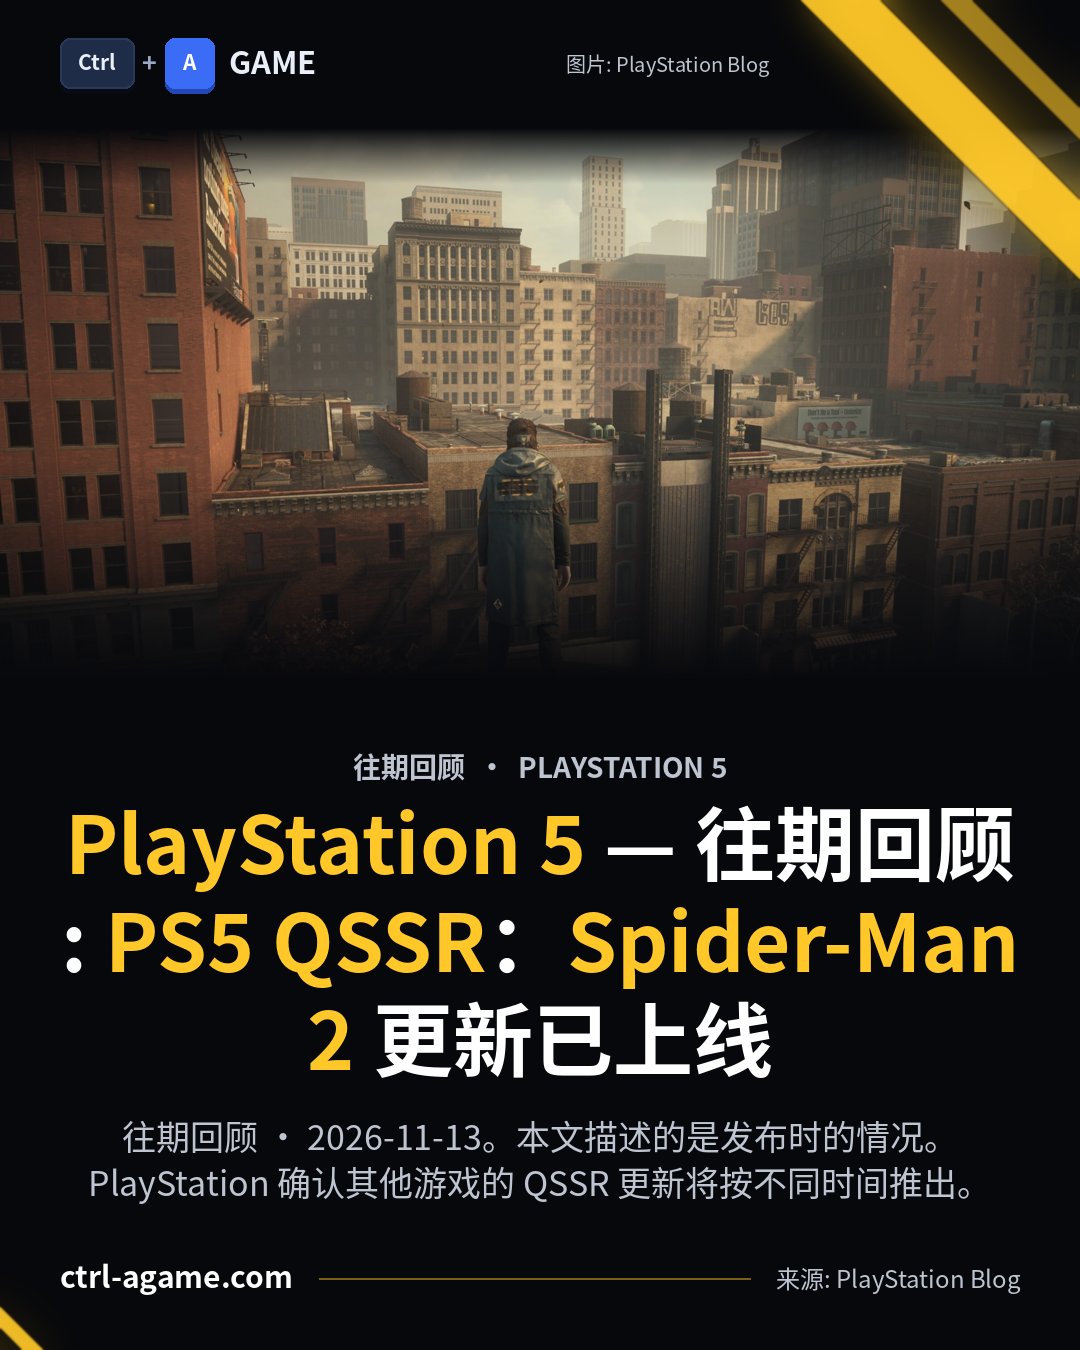 Ctrl + A GAME
图片: PlayStation Blog
往期回顾 · PLAYSTATION 5
PlayStation 5 — 往期回顾
: PS5 QSSR：Spider-Man
2 更新已上线
往期回顾 · 2026-11-13。本文描述的是发布时的情况。
PlayStation 确认其他游戏的 QSSR 更新将按不同时间推出。
ctrl-agame.com
来源: PlayStation Blog